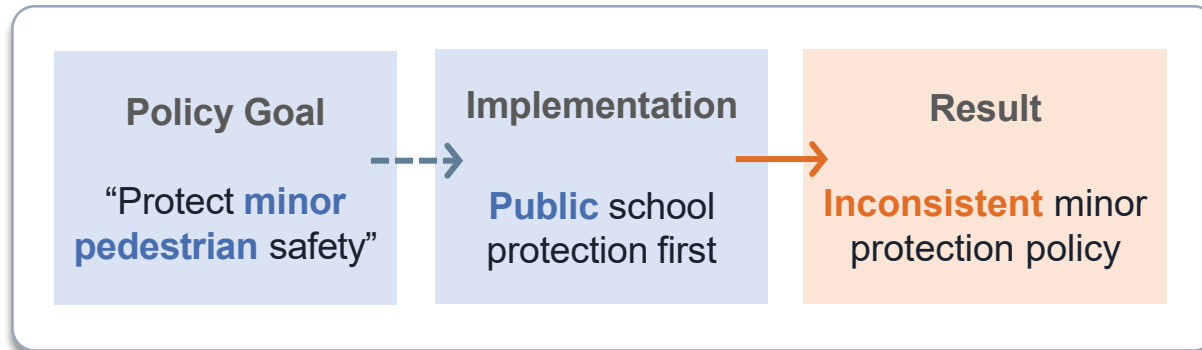 Policy Goal
“Protect minor
pedestrian safety”
Implementation
Public school
protection first
Result
Inconsistent minor
protection policy